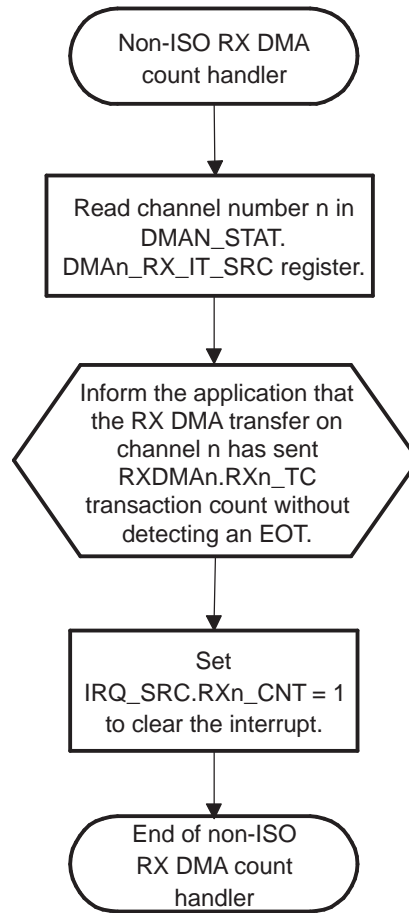 Non-ISO RX DMA
count handler
Read channel number n in
DMAN_STAT.
DMAn_RX_IT_SRC register.
Inform the application that
the RX DMA transfer on
channel n has sent
RXDMAn.RXn_TC
transaction count without
detecting an EOT.
Set
IRQ_SRC.RXn_CNT = 1
to clear the interrupt.
End of non-ISO
RX DMA count
handler